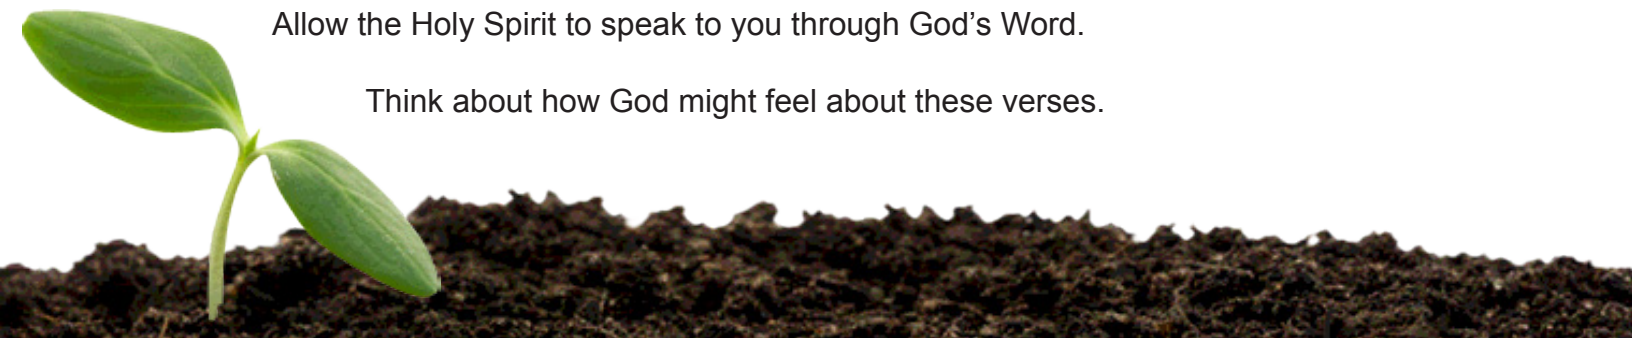 Allow the Holy Spirit to speak to you through God’s Word.
Think about how God might feel about these verses.